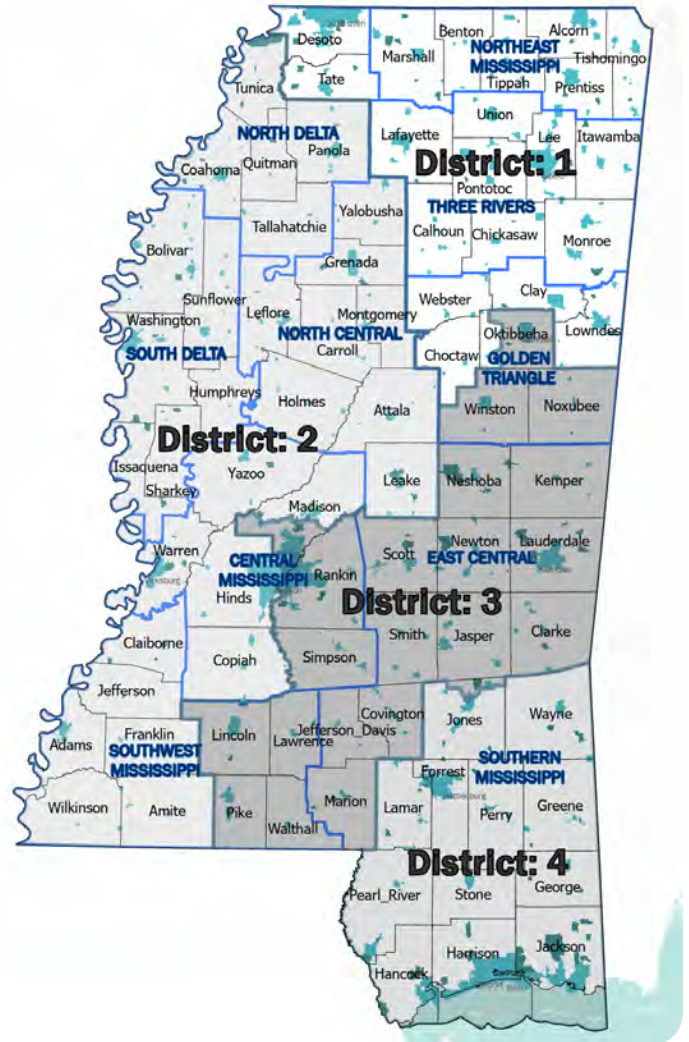 Desoto
Benton
Alcorn
Marshall
NORTHEAST
MISSISSIPPI
Tishomingo
Tate
Tippah
Prentiss
Tunica
Union
NORTH DELTA
Lafayette
Lee
Itawamba
Panola
Quitman
District: 1
Coahoma
Pontotoc
Yalobusha
THREE RIVERS
Tallahatchie
Calhoun
Chickasaw
Monroe
Bolivar
Grenada
Clay
Sunflower
Leflore
Montgomery
Webster
Washington
NORTH CENTRAL
Oktibbeha
Lowndes
SOUTH DELTA
Carroll
Choctaw
GOLDEN
TRIANGLE
Humphreys
Holmes
Attala
Winston
Noxubee
District: 2
Issaquena
Yazoo
Leake
Neshoba
Kemper
Sharkey
Madison
Warren
CENTRAL
MISSISSIPPI
Scott
Newton
Lauderdale
EAST CENTRAL
Rankin
Hinds
District: 3
Claiborne
Copiah
Simpson
Smith
Jasper
Clarke
Jefferson
Covington
Franklin
Lincoln
Lawrence
Jefferson_Davis
Jones
Wayne
Adams
SOUTHWEST
MISSISSIPPI
SOUTHERN
MISSISSIPPI
Forrest
Wilkinson
Amite
Pike
Walthall
Marion
Lamar
Perry
Greene
District: 4
Pearl_River
Stone
George
Harrison
Jackson
Hancock